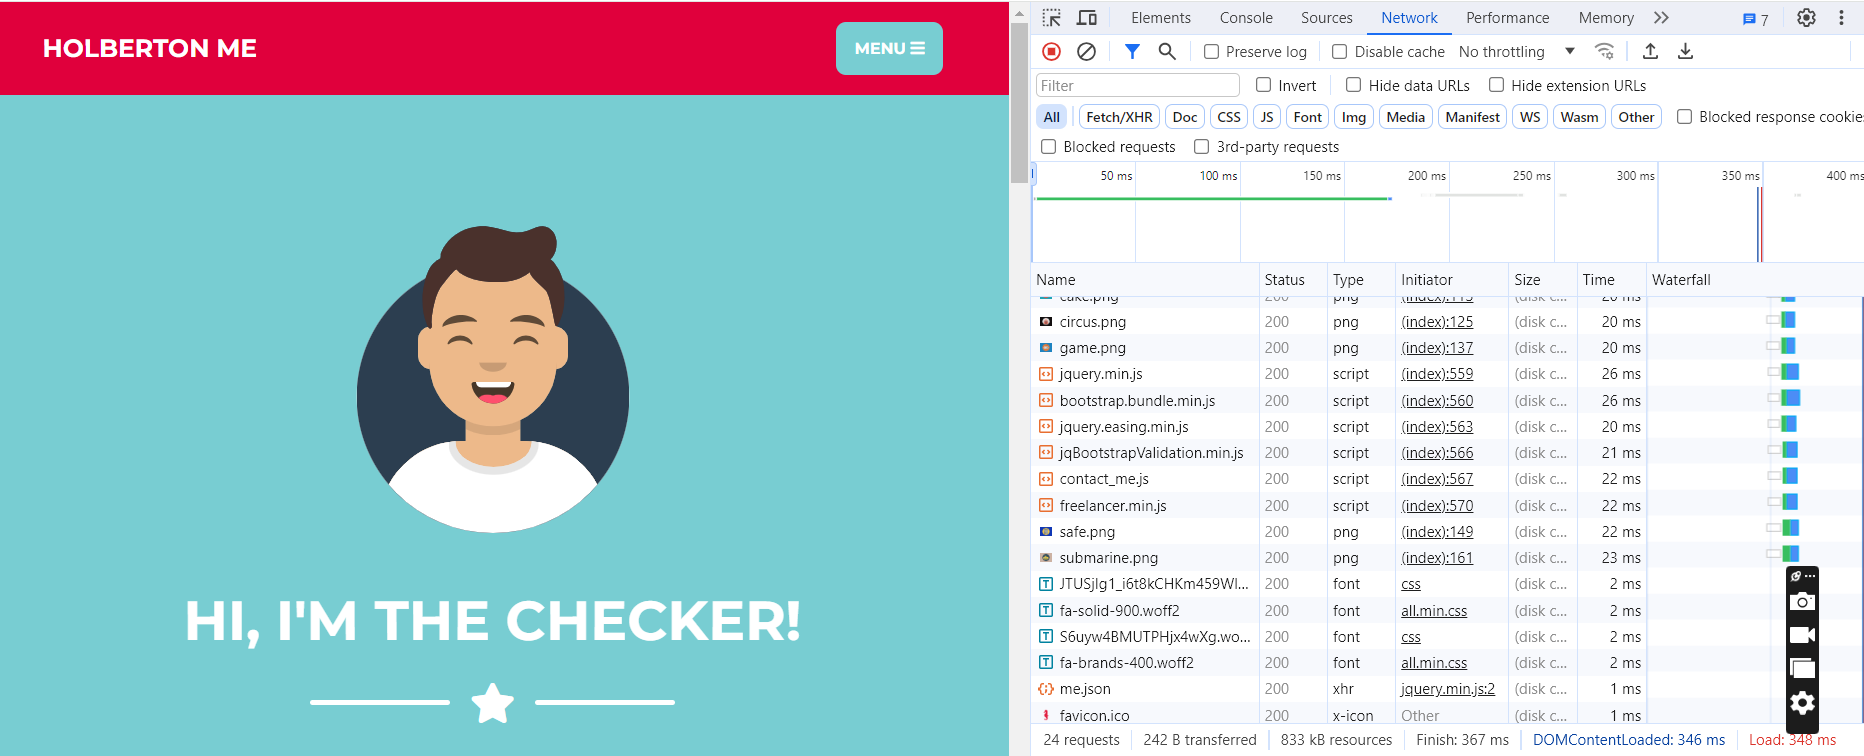 HOLBERTON ME
MENU
HI, I'M THE CHECKER!
Elements Console Sources Network Performance Memory 7
Preserve log Disable cache No throttling
Filter Invert Hide data URLs Hide extension URLs
All Fetch/XHR Doc CSS JS Font Img Media Manifest WS Wasm Other Blocked response cookies
Blocked requests 3rd-party requests
50 ms 100 ms 150 ms 200 ms 250 ms 300 ms 350 ms 400 ms
Name Status Type Initiator Size Time Waterfall
cake.png 200 png (index):113 (disk c... 20 ms
circus.png 200 png (index):125 (disk c... 20 ms
game.png 200 png (index):137 (disk c... 20 ms
jquery.min.js 200 script (index):559 (disk c... 26 ms
bootstrap.bundle.min.js 200 script (index):560 (disk c... 26 ms
jquery.easing.min.js 200 script (index):563 (disk c... 20 ms
jqBootstrapValidation.min.js 200 script (index):566 (disk c... 21 ms
contact_me.js 200 script (index):567 (disk c... 22 ms
freelancer.min.js 200 script (index):570 (disk c... 22 ms
safe.png 200 png (index):149 (disk c... 22 ms
submarine.png 200 png (index):161 (disk c... 23 ms
JTUSjIg1_i6t8kCHKm459Wl... 200 font css (disk c... 2 ms
fa-solid-900.woff2 200 font all.min.css (disk c... 2 ms
S6uyw4BMUTPHjx4wXg.wo... 200 font css (disk c... 2 ms
fa-brands-400.woff2 200 font all.min.css (disk c... 2 ms
me.json 200 xhr jquery.min.js:2 (disk c... 1 ms
favicon.ico 200 x-icon Other (disk c... 1 ms
24 requests 242 B transferred 833 kB resources Finish: 367 ms DOMContentLoaded: 346 ms Load: 348 ms